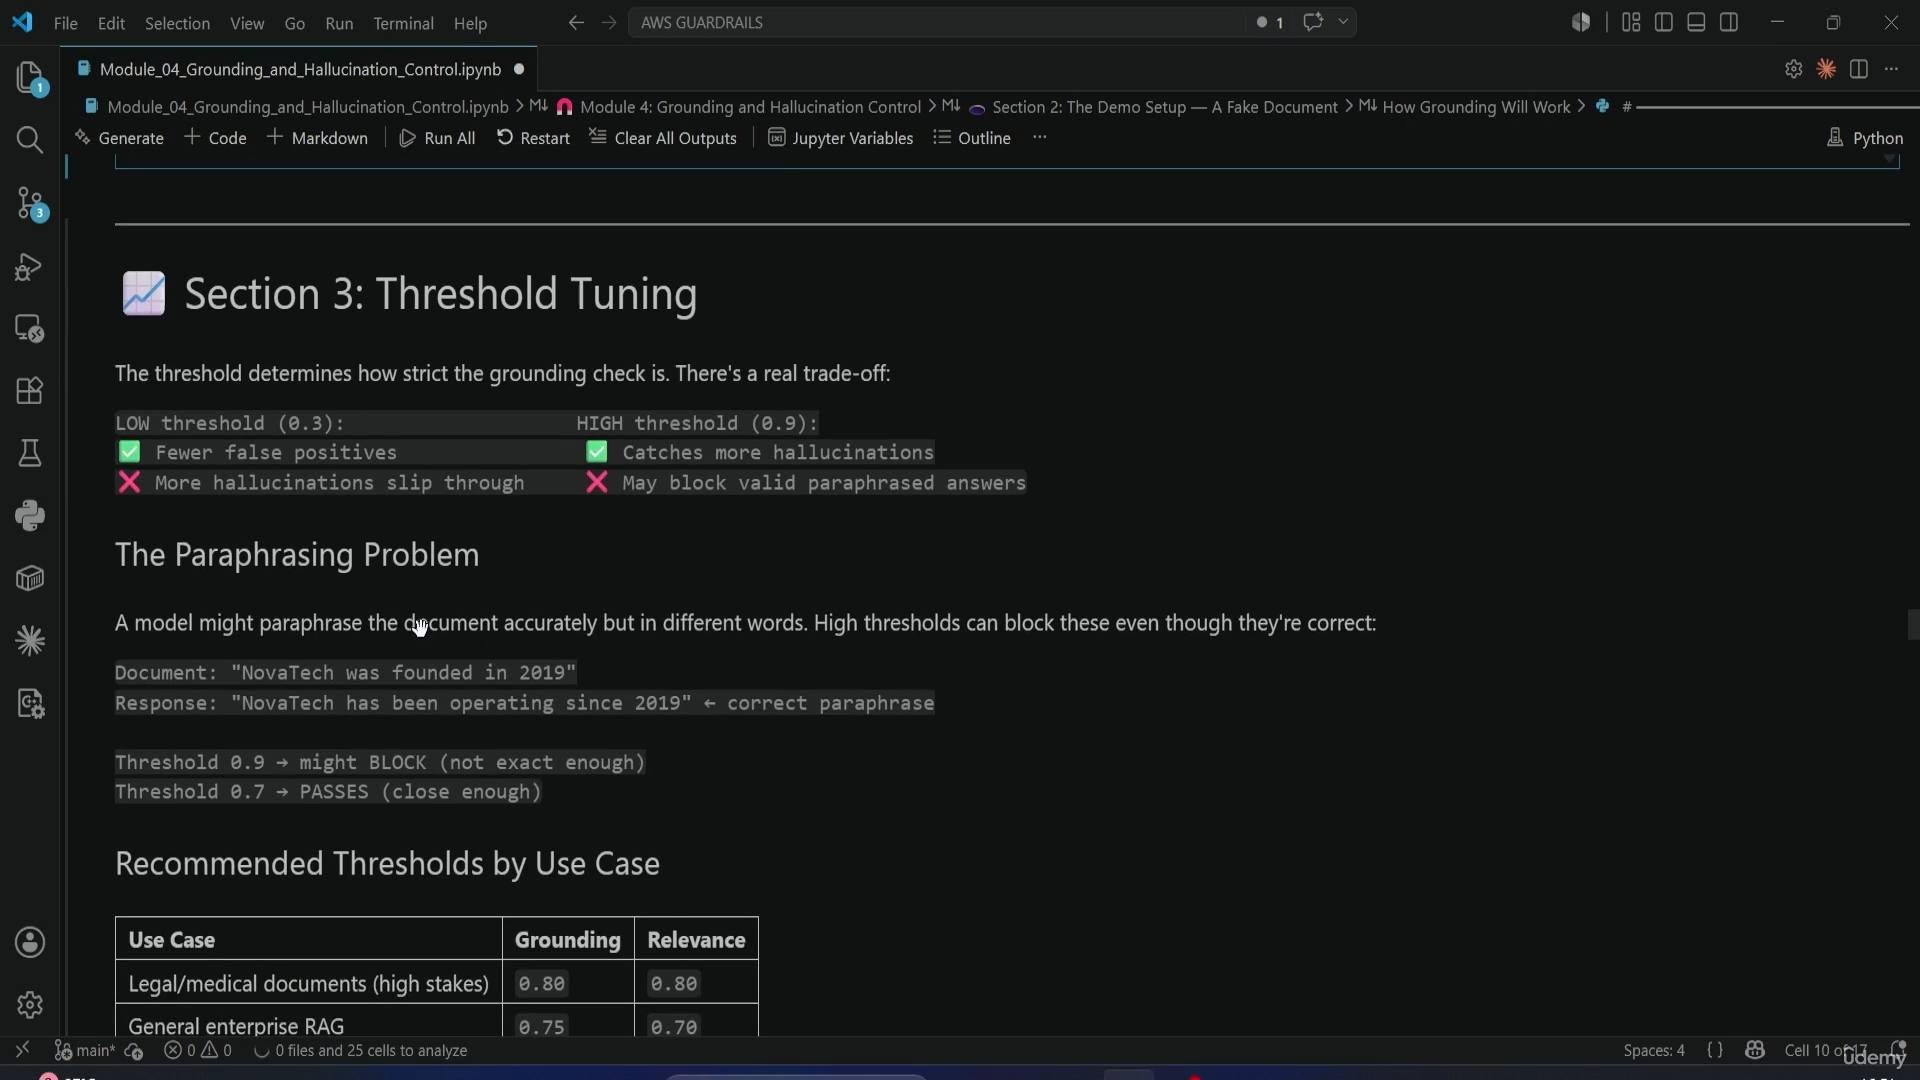 File Edit Selection View Go Run Terminal Help
AWS GUARDRAILS
1
Module_04_Grounding_and_Hallucination_Control.ipynb
Module_04_Grounding_and_Hallucination_Control.ipynb > M↓ Module 4: Grounding and Hallucination Control > M↓ Section 2: The Demo Setup — A Fake Document > M↓ How Grounding Will Work > #
Generate + Code + Markdown Run All Restart Clear All Outputs Jupyter Variables Outline ... Python
1
3
Section 3: Threshold Tuning
The threshold determines how strict the grounding check is. There's a real trade-off:
LOW threshold (0.3): HIGH threshold (0.9):
✅ Fewer false positives ✅ Catches more hallucinations
❌ More hallucinations slip through ❌ May block valid paraphrased answers
The Paraphrasing Problem
A model might paraphrase the document accurately but in different words. High thresholds can block these even though they're correct:
Document: "NovaTech was founded in 2019"
Response: "NovaTech has been operating since 2019" ← correct paraphrase
Threshold 0.9 → might BLOCK (not exact enough)
Threshold 0.7 → PASSES (close enough)
Recommended Thresholds by Use Case
Use Case Grounding Relevance
Legal/medical documents (high stakes) 0.80 0.80
General enterprise RAG 0.75 0.70
main* 0 0 0 files and 25 cells to analyze Spaces: 4 {} Cell 10 of 17
udemy